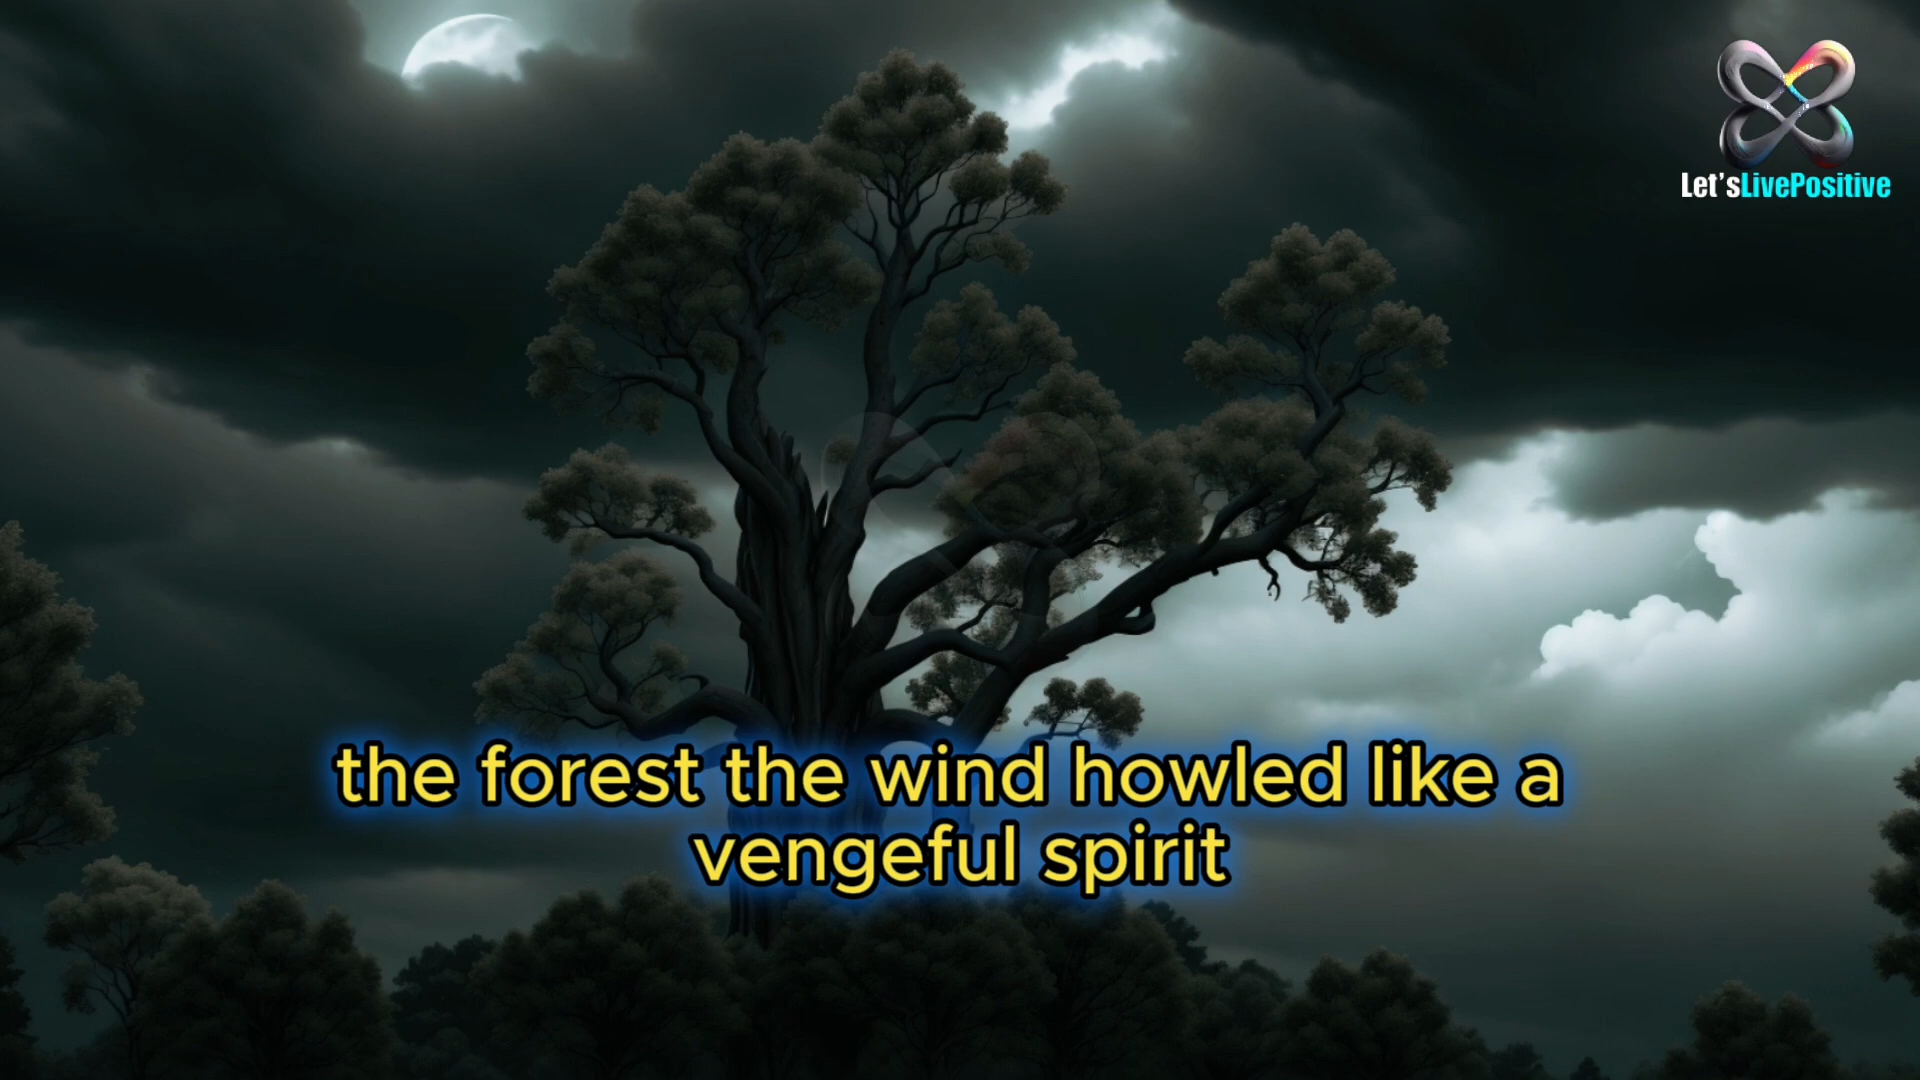 Let'sLivePositive
the forest the wind howled like a
vengeful spirit